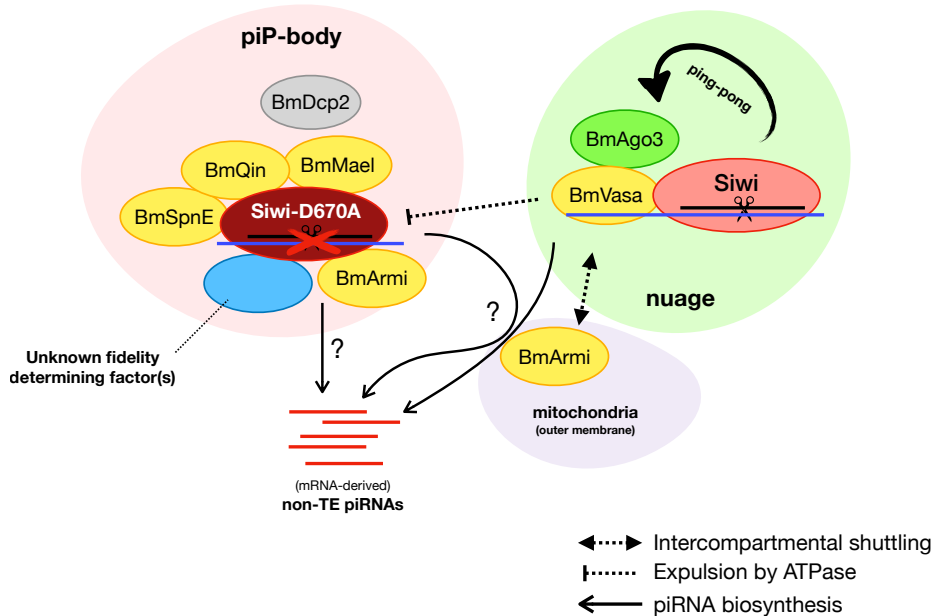 piP-body
BmDcp2
BmQin
BmMael
BmSpnE
Siwi-D670A
BmArmi
Unknown fidelity
determining factor(s)
?
?
ping-pong
BmAgo3
BmVasa
Siwi
nuage
BmArmi
mitochondria
(outer membrane)
(mRNA-derived)
non-TE piRNAs
Intercompartmental shuttling
Expulsion by ATPase
piRNA biosynthesis